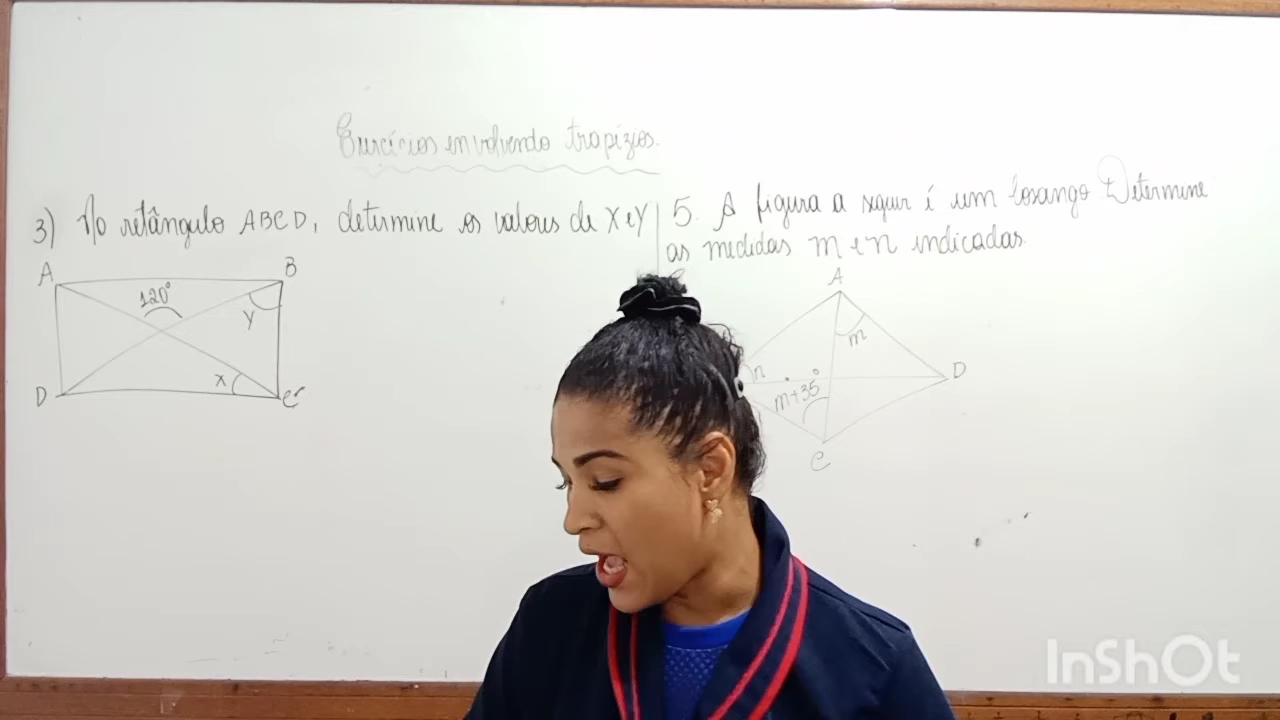 Exercícios envolvendo trapézios.
3) No retângulo ABCD, determine os valores de X e Y
A
B
120°
Y
X
D
C
5. A figura a seguir é um losango Determine
as medidas m e n indicadas.
A
m
n
D
m+35°
C
InShOt